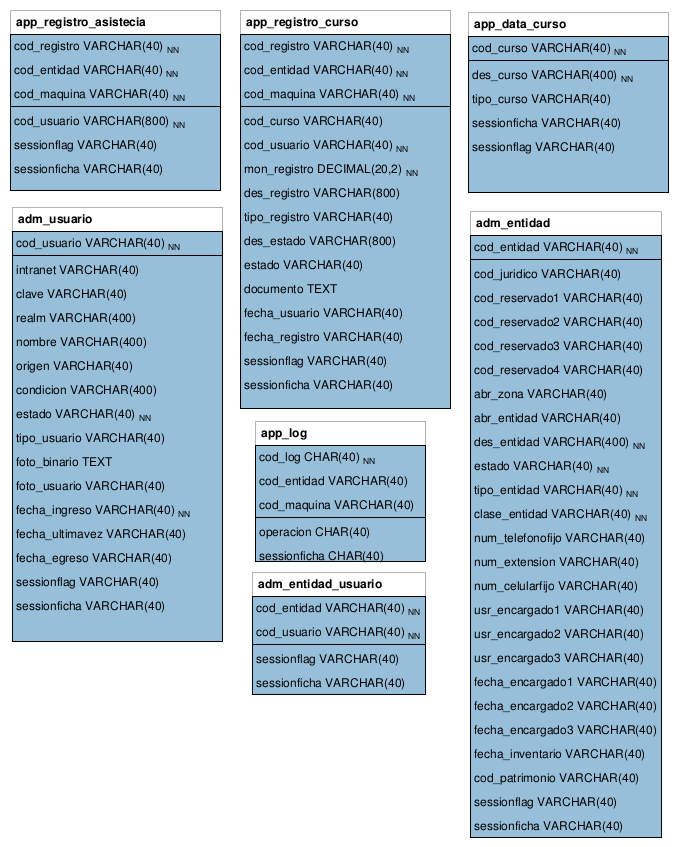 app_registro_asistecia
cod_registro VARCHAR(40) NN
cod_entidad VARCHAR(40) NN
cod_maquina VARCHAR(40) NN
cod_usuario VARCHAR(800) NN
sessionflag VARCHAR(40)
sessionficha VARCHAR(40)
app_registro_curso
cod_registro VARCHAR(40) NN
cod_entidad VARCHAR(40) NN
cod_maquina VARCHAR(40) NN
cod_curso VARCHAR(40)
cod_usuario VARCHAR(40) NN
mon_registro DECIMAL(20,2) NN
des_registro VARCHAR(800)
tipo_registro VARCHAR(40)
des_estado VARCHAR(800)
estado VARCHAR(40)
documento TEXT
fecha_usuario VARCHAR(40)
fecha_registro VARCHAR(40)
sessionflag VARCHAR(40)
sessionficha VARCHAR(40)
app_data_curso
cod_curso VARCHAR(40) NN
des_curso VARCHAR(400) NN
tipo_curso VARCHAR(40)
sessionficha VARCHAR(40)
sessionflag VARCHAR(40)
adm_usuario
cod_usuario VARCHAR(40) NN
intranet VARCHAR(40)
clave VARCHAR(40)
realm VARCHAR(400)
nombre VARCHAR(400)
origen VARCHAR(40)
condicion VARCHAR(400)
estado VARCHAR(40) NN
tipo_usuario VARCHAR(40)
foto_binario TEXT
foto_usuario VARCHAR(40)
fecha_ingreso VARCHAR(40) NN
fecha_ultimavez VARCHAR(40)
fecha_egreso VARCHAR(40)
sessionflag VARCHAR(40)
sessionficha VARCHAR(40)
app_log
cod_log CHAR(40) NN
cod_entidad VARCHAR(40)
cod_maquina VARCHAR(40)
operacion CHAR(40)
sessionficha CHAR(40)
adm_entidad_usuario
cod_entidad VARCHAR(40) NN
cod_usuario VARCHAR(40) NN
sessionflag VARCHAR(40)
sessionficha VARCHAR(40)
adm_entidad
cod_entidad VARCHAR(40) NN
cod_juridico VARCHAR(40)
cod_reservado1 VARCHAR(40)
cod_reservado2 VARCHAR(40)
cod_reservado3 VARCHAR(40)
cod_reservado4 VARCHAR(40)
abr_zona VARCHAR(40)
abr_entidad VARCHAR(40)
des_entidad VARCHAR(400) NN
estado VARCHAR(40) NN
tipo_entidad VARCHAR(40) NN
clase_entidad VARCHAR(40) NN
num_telefonofijo VARCHAR(40)
num_extension VARCHAR(40)
num_celularfijo VARCHAR(40)
usr_encargado1 VARCHAR(40)
usr_encargado2 VARCHAR(40)
usr_encargado3 VARCHAR(40)
fecha_encargado1 VARCHAR(40)
fecha_encargado2 VARCHAR(40)
fecha_encargado3 VARCHAR(40)
fecha_inventario VARCHAR(40)
cod_patrimonio VARCHAR(40)
sessionflag VARCHAR(40)
sessionficha VARCHAR(40)